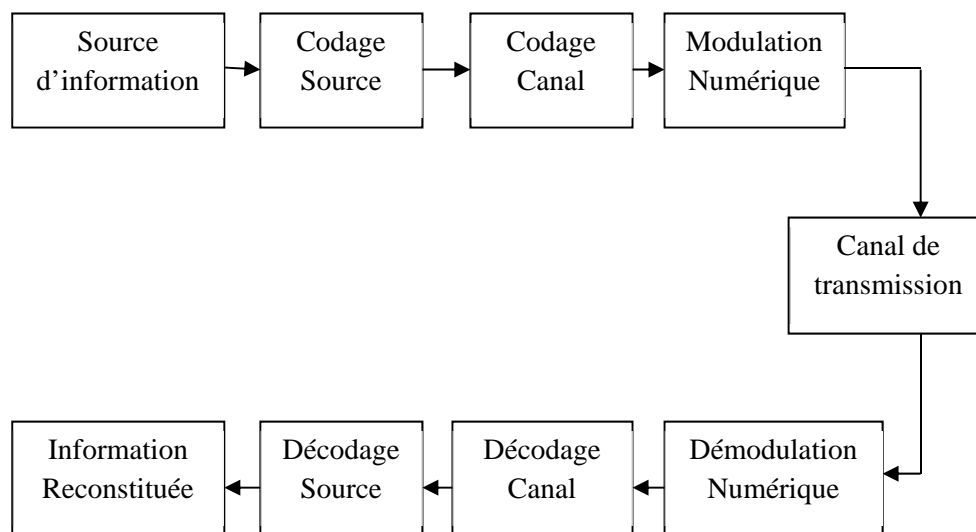 Source
d’information
Codage
Source
Codage
Canal
Modulation
Numérique
Canal de
transmission
Information
Reconstituée
Décodage
Source
Décodage
Canal
Démodulation
Numérique